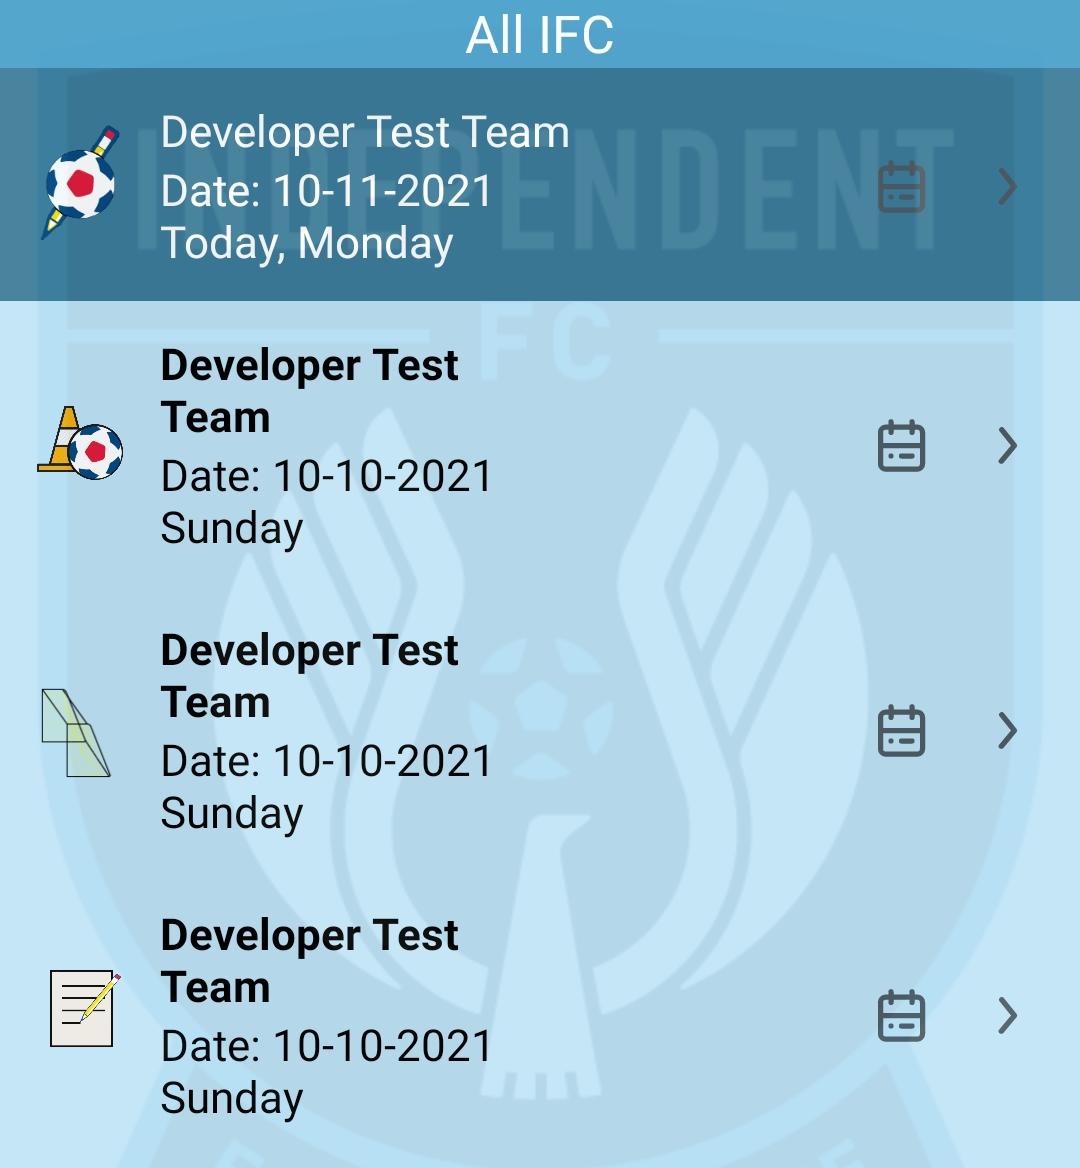 All IFC
INDEPENDENT
Developer Test Team
Date: 10-11-2021
Today, Monday
FC
Developer Test
Team
Date: 10-10-2021
Sunday
Developer Test
Team
Date: 10-10-2021
Sunday
Developer Test
Team
Date: 10-10-2021
Sunday